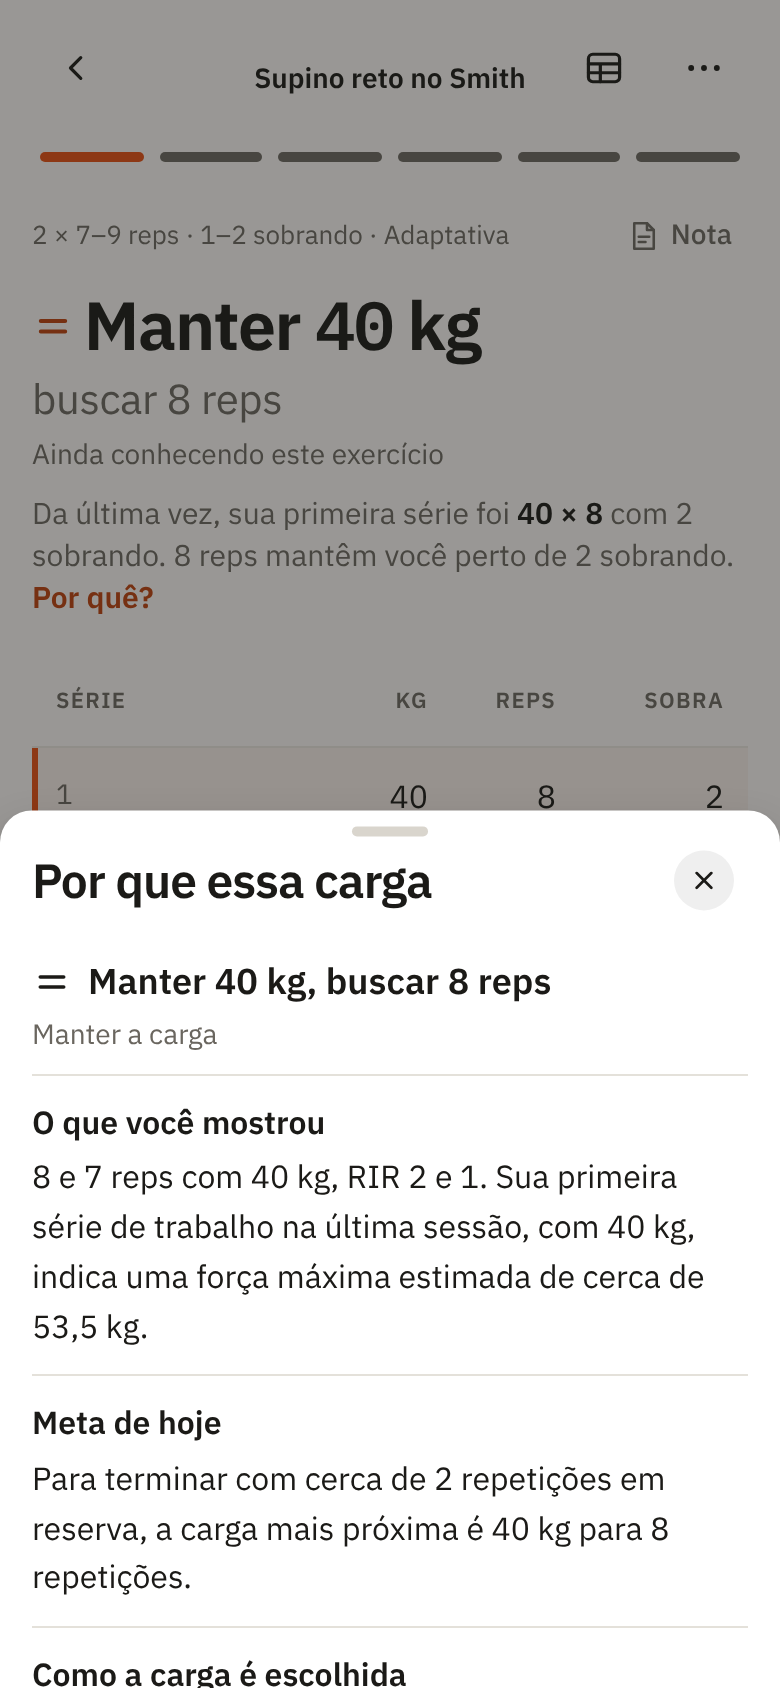 Supino reto no Smith
2 × 7–9 reps · 1–2 sobrando · Adaptativa
Nota
= Manter 40 kg
buscar 8 reps
Ainda conhecendo este exercício
Da última vez, sua primeira série foi 40 × 8 com 2
sobrando. 8 reps mantêm você perto de 2 sobrando.
Por quê?
SÉRIE KG REPS SOBRA
1 40 8 2
Por que essa carga
= Manter 40 kg, buscar 8 reps
Manter a carga
O que você mostrou
8 e 7 reps com 40 kg, RIR 2 e 1. Sua primeira
série de trabalho na última sessão, com 40 kg,
indica uma força máxima estimada de cerca de
53,5 kg.
Meta de hoje
Para terminar com cerca de 2 repetições em
reserva, a carga mais próxima é 40 kg para 8
repetições.
Como a carga é escolhida